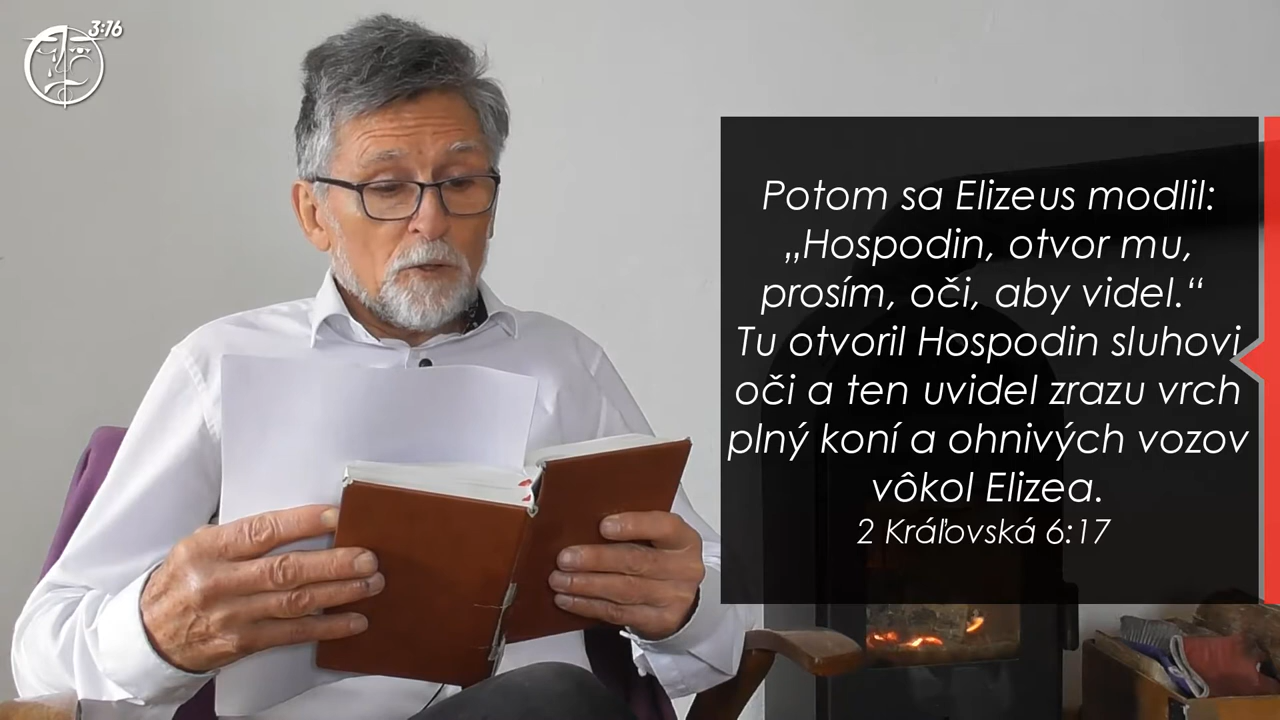 3:16
Potom sa Elizeus modlil:
„Hospodin, otvor mu,
prosím, oči, aby videl.“
Tu otvoril Hospodin sluhovi
oči a ten uvidel zrazu vrch
plný koní a ohnivých vozov
vôkol Elizea.
2 Kráľovská 6:17